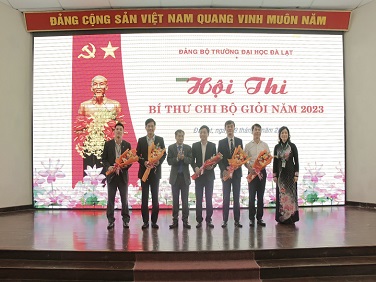 ĐẢNG CỘNG SẢN VIỆT NAM QUANG VINH MUÔN NĂM
ĐẢNG BỘ TRƯỜNG ĐẠI HỌC ĐÀ LẠT
Hội Thi
BÍ THƯ CHI BỘ GIỎI NĂM 2023